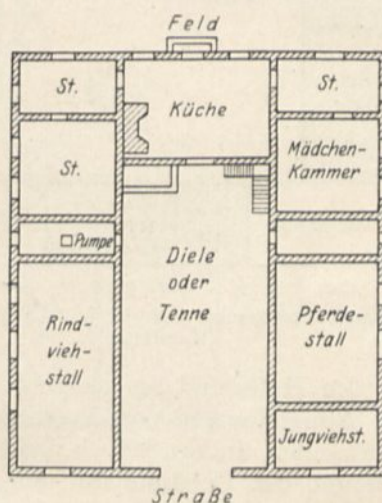 Feld
St.
Küche
St.
St.
Mädchen-
Kammer
Pumpe
Diele
oder
Tenne
Rind-
vieh-
stall
Pferde-
stall
Jungviehst.
Straße